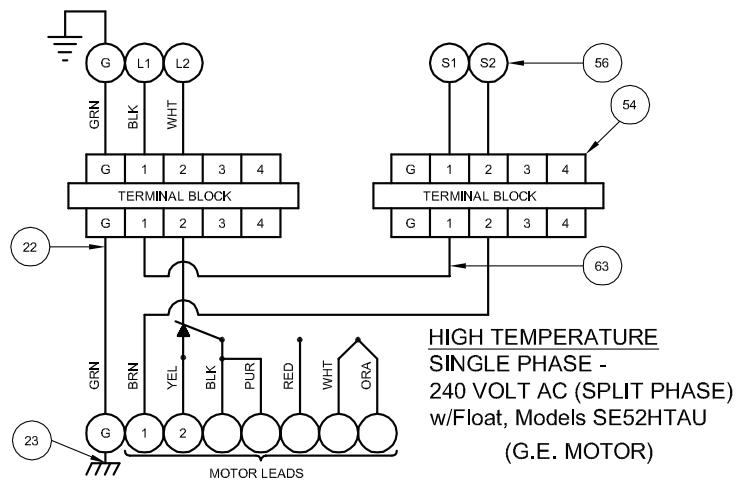 G L1 L2
S1 S2
56
54
GRN BLK WHT
G 1 2 3 4
TERMINAL BLOCK
G 1 2 3 4
G 1 2 3 4
TERMINAL BLOCK
G 1 2 3 4
22
63
GRN BRN YEL BLK PUR RED WHT ORA
G 1 2
23
MOTOR LEADS
HIGH TEMPERATURE
SINGLE PHASE -
240 VOLT AC (SPLIT PHASE)
w/Float, Models SE52HTAU
(G.E. MOTOR)